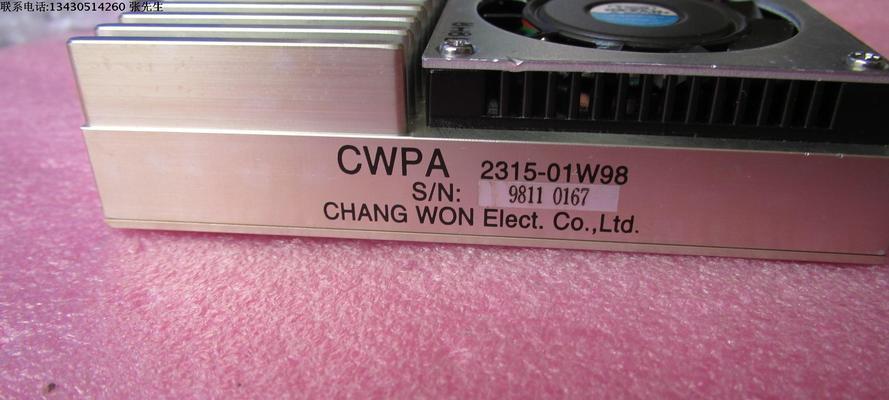 联系电话:13430514260 张先生
CWPA 2315-01W98
S/N: 9811 0167
CHANG WON Elect. Co.,Ltd.